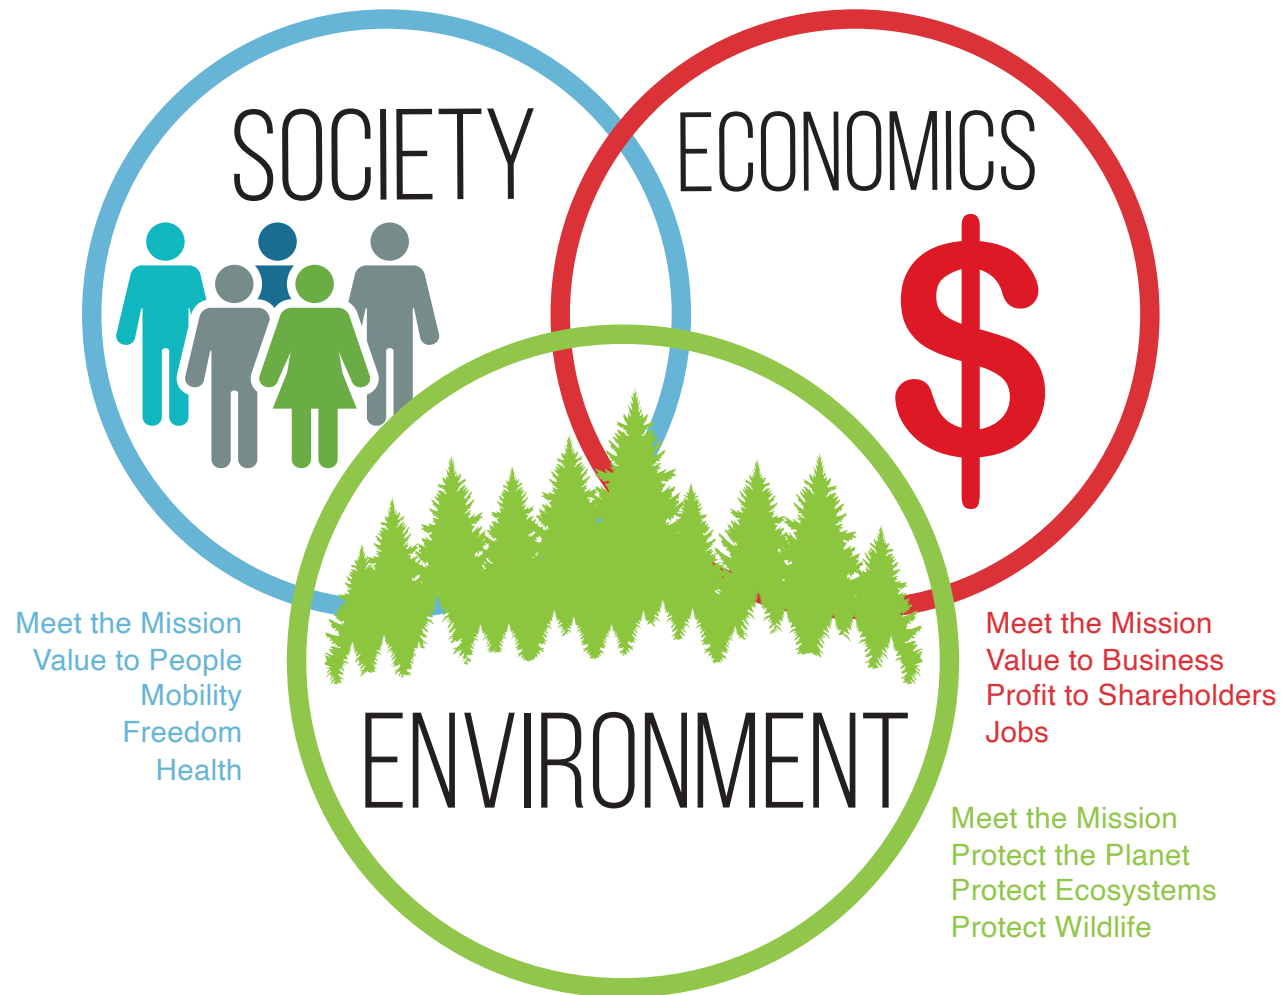 SOCIETY
ECONOMICS
$
ENVIRONMENT
Meet the Mission
Value to People
Mobility
Freedom
Health
Meet the Mission
Value to Business
Profit to Shareholders
Jobs
Meet the Mission
Protect the Planet
Protect Ecosystems
Protect Wildlife